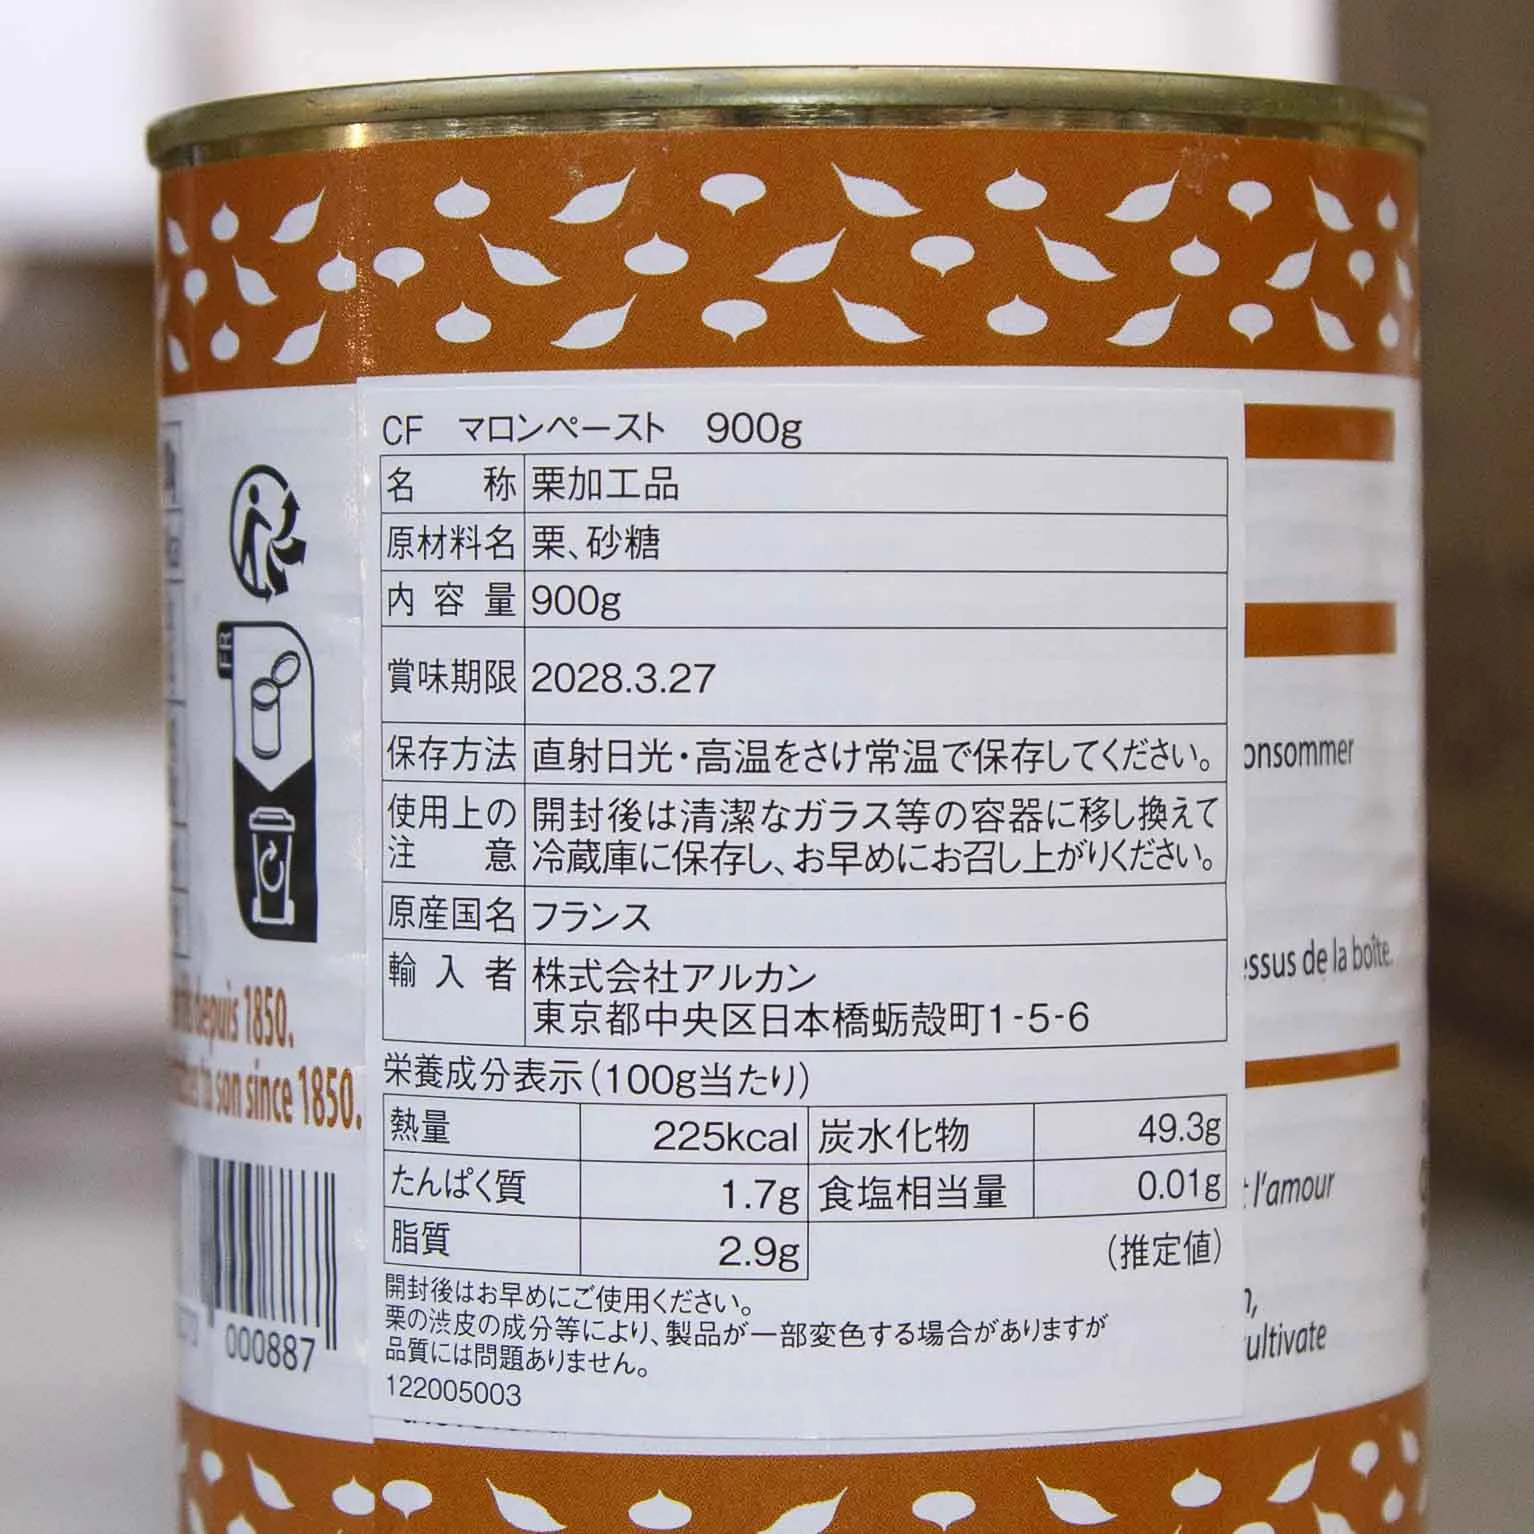 CF マロンペースト 900g
名称 栗加工品
原材料名 栗、砂糖
内容量 900g
賞味期限 2028.3.27
保存方法 直射日光・高温をさけ常温で保存してください。
使用上の注意 開封後は清潔なガラス等の容器に移し換えて
冷蔵庫に保存し、お早めにお召し上がりください。
原産国名 フランス
輸入者 株式会社アルカン
東京都中央区日本橋蛎殻町1-5-6
栄養成分表示(100g当たり)
熱量 225kcal 炭水化物 49.3g
たんぱく質 1.7g 食塩相当量 0.01g
脂質 2.9g (推定値)
開封後はお早めにご使用ください。
栗の渋皮の成分等により、製品が一部変色する場合がありますが
品質には問題ありません。
122005003
FR
depuis 1850.
to son since 1850.
000887
onsommer
essus de la boîte.
l'amour
n,
ultivate